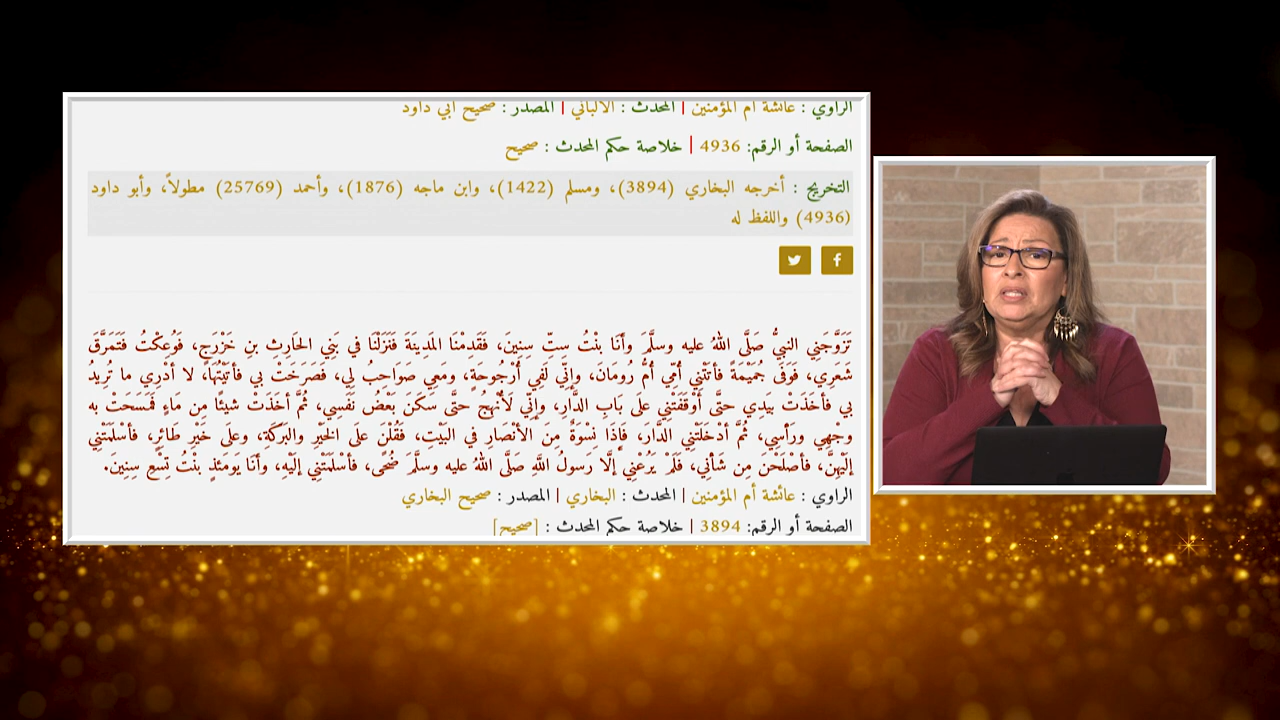 الراوي : عائشة أم المؤمنين | المحدث : الألباني | المصدر : صحيح أبي داود
الصفحة أو الرقم: 4936 | خلاصة حكم المحدث : صحيح
التخريج : أخرجه البخاري (3894)، ومسلم (1422)، وابن ماجه (1876)، وأحمد (25769) مطولاً، وأبو داود
(4936) واللفظ له
تَزَوَّجَنِي النبيُّ صَلَّى اللهُ عليه وسلَّمَ وأَنَا بنْتُ سِتِّ سِنِينَ، فَقَدِمْنَا المَدِينَةَ فَنَزَلْنَا في بَنِي الحَارِثِ بنِ خَزْرَجٍ، فَوُعِكْتُ فَتَمَرَّقَ
شَعَرِي، فَوَفَى جُمَيْمَةً فأتَتْنِي أُمِّي أُمُّ رُومَانَ، وإنِّي لَفِي أُرْجُوحَةٍ، ومَعِي صَوَاحِبُ لِي، فَصَرَخَتْ بي فأتَيْتُهَا، لا أدْرِي ما تُرِيدُ
بي فأخَذَتْ بيَدِي حتَّى أوْقَفَتْنِي علَى بَابِ الدَّارِ، وإنِّي لَأُنْهِجُ حتَّى سَكَنَ بَعْضُ نَفَسِي، ثُمَّ أخَذَتْ شيئًا مِن مَاءٍ فَمَسَحَتْ به
وجْهِي ورَأْسِي، ثُمَّ أدْخَلَتْنِي الدَّارَ، فَإِذَا نِسْوَةٌ مِنَ الأنْصَارِ في البَيْتِ، فَقُلْنَ علَى الخَيْرِ والبَرَكَةِ، وعلَى خَيْرِ طَائِرٍ، فأسْلَمَتْنِي
إلَيْهِنَّ، فأصْلَحْنَ مِن شَأْنِي، فَلَمْ يَرُعْنِي إلَّا رسولُ اللَّهِ صَلَّى اللهُ عليه وسلَّمَ ضُحًى، فأسْلَمَتْنِي إلَيْهِ، وأَنَا يَومَئذٍ بنْتُ تِسْعِ سِنِينَ.
الراوي : عائشة أم المؤمنين | المحدث : البخاري | المصدر : صحيح البخاري
الصفحة أو الرقم: 3894 | خلاصة حكم المحدث : [صحيح]